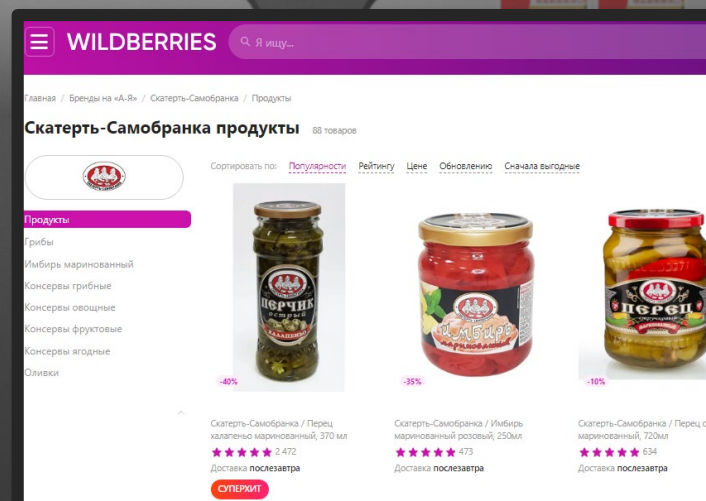 WILDBERRIES
Я ищу...
Главная / Бренды на «А-Я» / Скатерть-Самобранка / Продукты
Скатерть-Самобранка продукты 88 товаров
Сортировать по: Популярности Рейтингу Цене Обновлению Сначала выгодные
Продукты
Грибы
Имбирь маринованный
Консервы грибные
Консервы овощные
Консервы фруктовые
Консервы ягодные
Оливки
ПЕРЧИК
острый
ХАЛАПЕНЬО
ИМБИРЬ
маринованный
ПЕРЕЦ
-40%
-35%
-10%
Скатерть-Самобранка / Перец
халапеньо маринованный, 370 мл
2 472
Доставка послезавтра
СУПЕРХИТ
Скатерть-Самобранка / Имбирь
маринованный розовый, 250мл
473
Доставка послезавтра
Скатерть-Самобранка / Перец
маринованный, 720мл
634
Доставка послезавтра